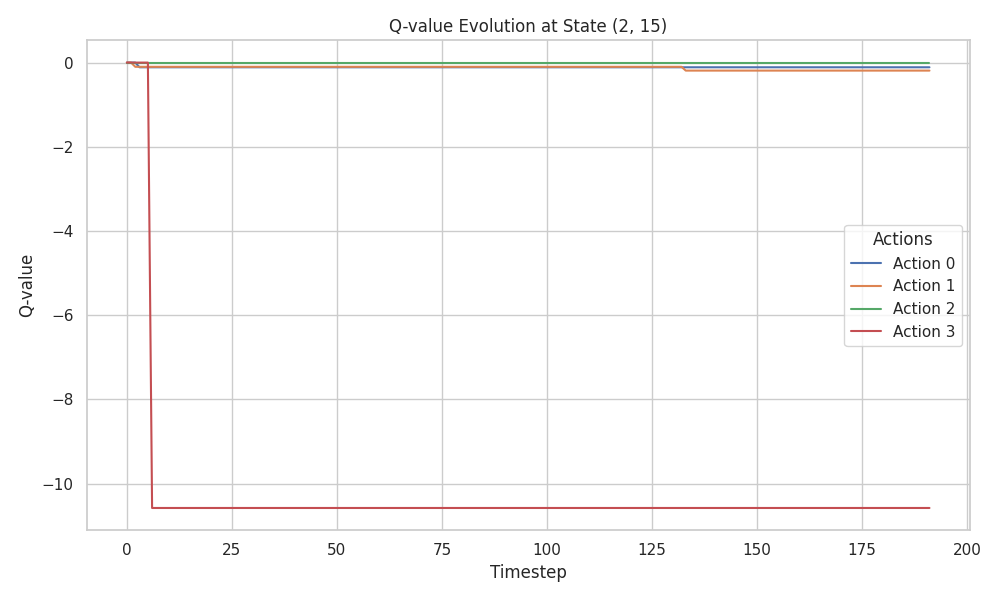 Q-value Evolution at State (2, 15)
Q-value
0
−2
−4
−6
−8
−10
Actions
Action 0
Action 1
Action 2
Action 3
0 25 50 75 100 125 150 175 200
Timestep